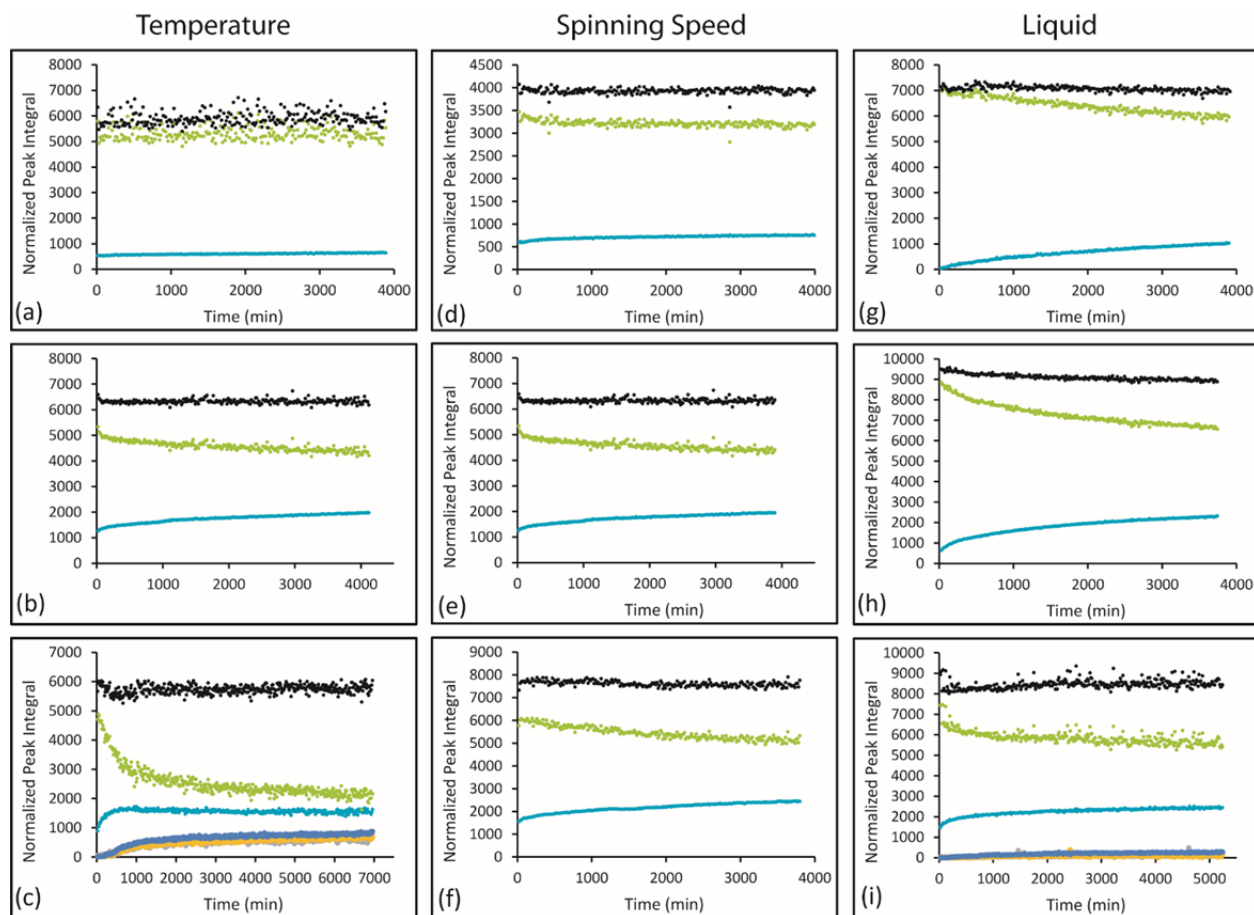 Temperature
Spinning Speed
Liquid
Normalized Peak Integral
8000
7000
6000
5000
4000
3000
2000
1000
0
0 1000 2000 3000 4000
Time (min)
(a)
Normalized Peak Integral
4500
4000
3500
3000
2500
2000
1500
1000
500
0
0 1000 2000 3000 4000
Time (min)
(d)
Normalized Peak Integral
8000
7000
6000
5000
4000
3000
2000
1000
0
0 1000 2000 3000 4000
Time (min)
(g)
Normalized Peak Integral
8000
7000
6000
5000
4000
3000
2000
1000
0
0 1000 2000 3000 4000
Time (min)
(b)
Normalized Peak Integral
8000
7000
6000
5000
4000
3000
2000
1000
0
0 1000 2000 3000 4000
Time (min)
(e)
Normalized Peak Integral
10000
9000
8000
7000
6000
5000
4000
3000
2000
1000
0
0 1000 2000 3000 4000
Time (min)
(h)
Normalized Peak Integral
7000
6000
5000
4000
3000
2000
1000
0
0 1000 2000 3000 4000 5000 6000 7000
Time (min)
(c)
Normalized Peak Integral
9000
8000
7000
6000
5000
4000
3000
2000
1000
0
0 1000 2000 3000 4000
Time (min)
(f)
Normalized Peak Integral
10000
9000
8000
7000
6000
5000
4000
3000
2000
1000
0
0 1000 2000 3000 4000 5000
Time (min)
(i)